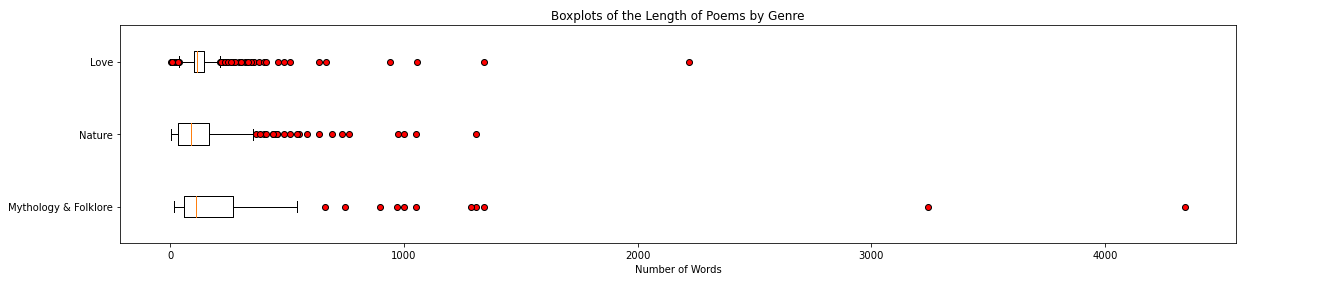 Boxplots of the Length of Poems by Genre
Love
Nature
Mythology & Folklore
0 1000 2000 3000 4000
Number of Words